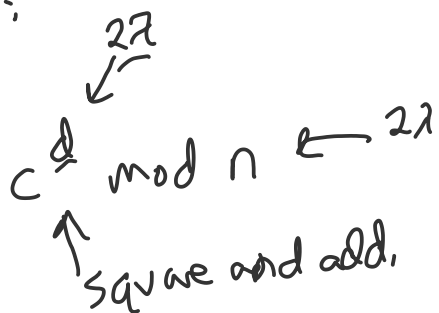 2λ
c^d mod n ← 2λ
square and add.